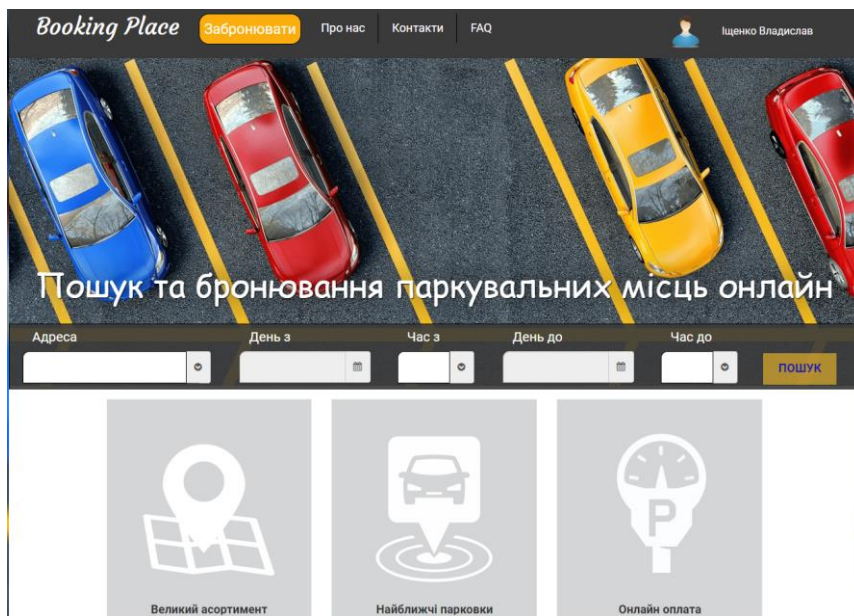 Booking Place Забронювати Про нас Контакти FAQ Іщенко Владислав
Пошук та бронювання паркувальних місць онлайн
Адреса День з Час з День до Час до
ПОШУК
P
Великий асортимент Найближчі парковки Онлайн оплата